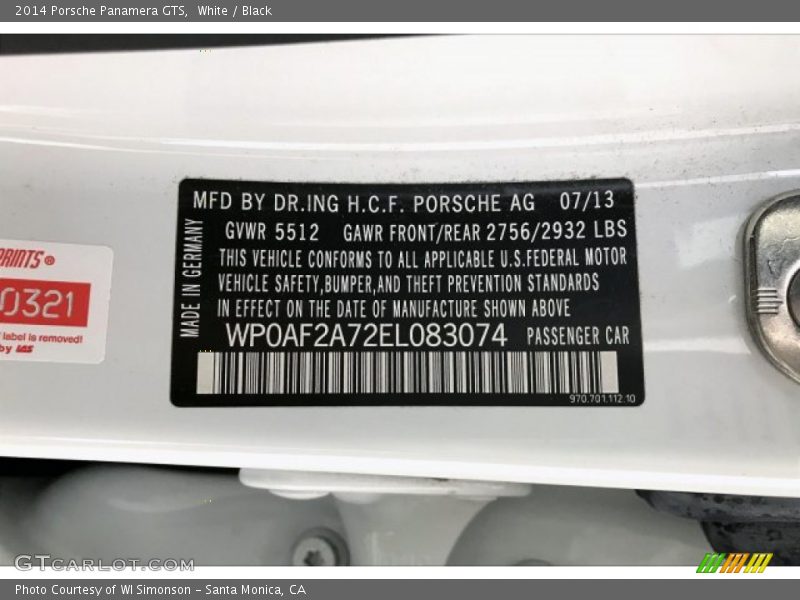 2014 Porsche Panamera GTS, White / Black
MFD BY DR.ING H.C.F. PORSCHE AG 07/13
GVWR 5512 GAWR FRONT/REAR 2756/2932 LBS
THIS VEHICLE CONFORMS TO ALL APPLICABLE U.S.FEDERAL MOTOR
VEHICLE SAFETY,BUMPER,AND THEFT PREVENTION STANDARDS
IN EFFECT ON THE DATE OF MANUFACTURE SHOWN ABOVE
WP0AF2A72EL083074 PASSENGER CAR
970.701.112.10
MADE IN GERMANY
PRINTS®
0321
label is removed!
by
GTCARLOT.COM
Photo Courtesy of WI Simonson - Santa Monica, CA